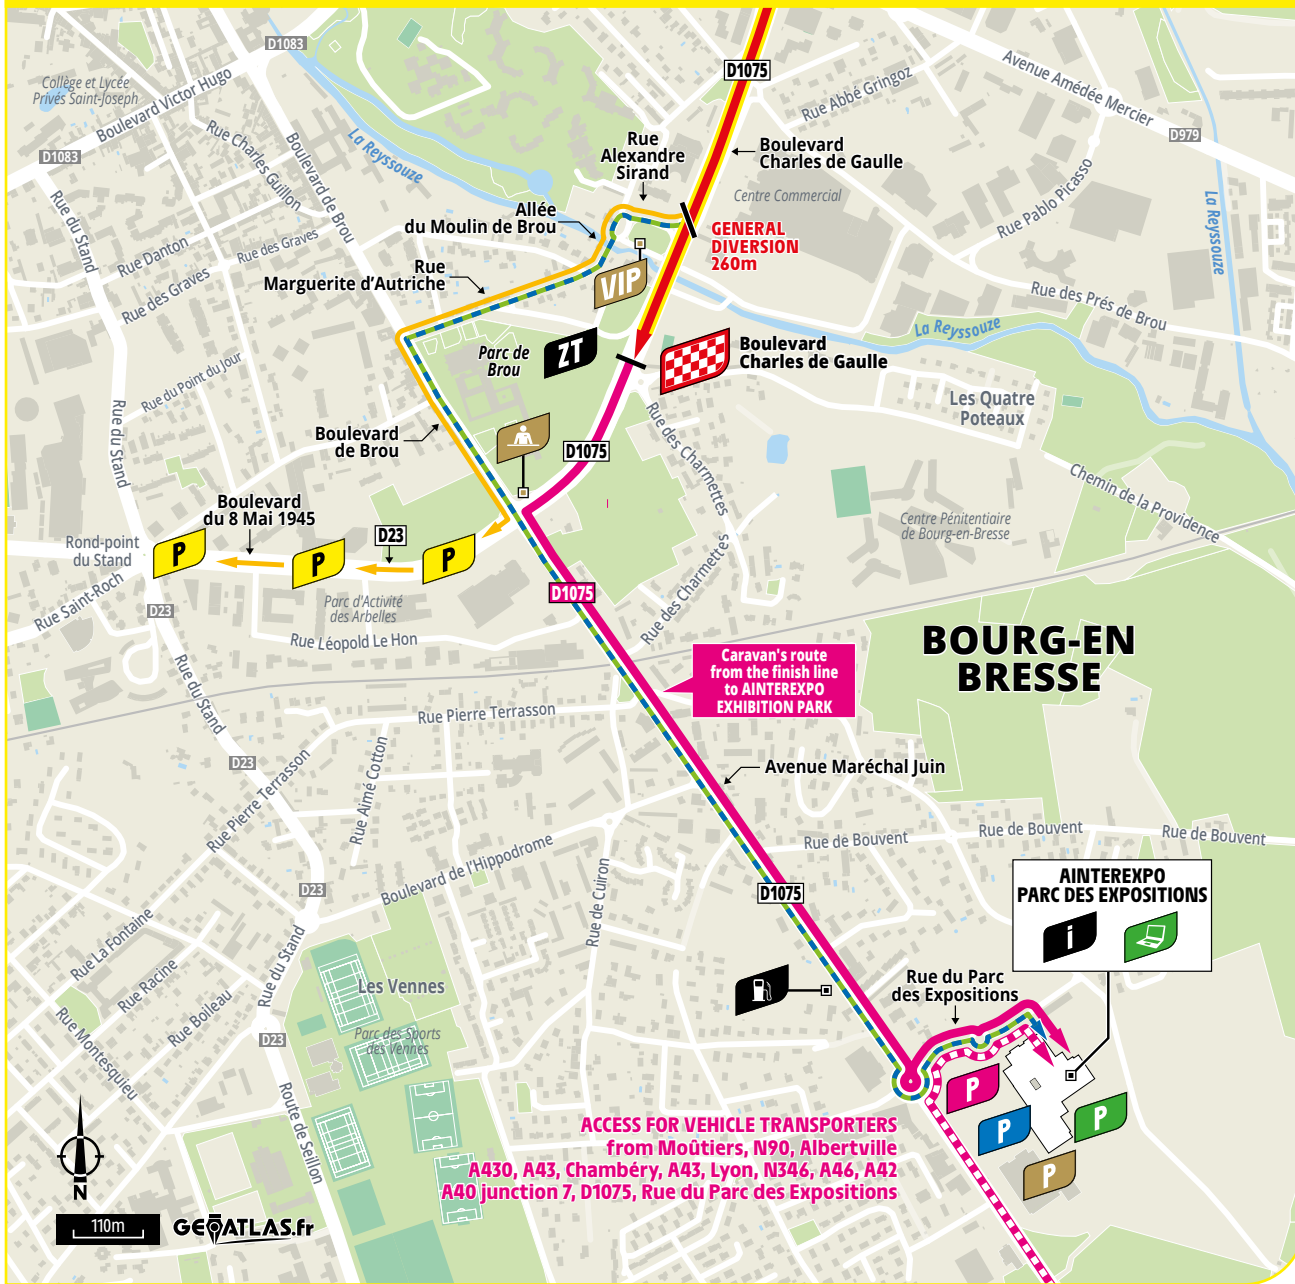 D1083
D1075
Collège et Lycée
Privés Saint-Joseph
Boulevard Victor Hugo
Avenue Amédée Mercier
Rue Abbé Gringoz
D979
D1083
Rue Charles Guillon
Boulevard de Brou
La Reyssouze
Rue
Alexandre
Sirand
Boulevard
Charles de Gaulle
Centre Commercial
Rue Pablo Picasso
La Reyssouze
Rue du Stand
Rue Danton
Rue des Graves
Rue des Graves
Allée
du Moulin de Brou
GENERAL
DIVERSION
260m
Rue
Marguerite d'Autriche
VIP
Rue des Prés de Brou
La Reyssouze
Parc de
Brou
ZT
Boulevard
Charles de Gaulle
Rue du Point du Jour
Rue du Stand
Les Quatre
Poteaux
Rue des Charmettes
Boulevard
de Brou
D1075
Chemin de la Providence
Boulevard
du 8 Mai 1945
D23
Centre Pénitentiaire
de Bourg-en-Bresse
Rond-point
du Stand
P
P
P
Rue Saint-Roch
D23
Parc d'Activité
des Arbelles
D1075
Rue des Charmettes
Rue Léopold Le Hon
BOURG-EN
BRESSE
Caravan's route
from the finish line
to AINTEREXPO
EXHIBITION PARK
Rue du Stand
Rue Pierre Terrasson
D23
Rue Pierre Terrasson
Rue Aimé Cotton
Avenue Maréchal Juin
Rue de Bouvent
Rue de Bouvent
Rue de Bouvent
Boulevard de l'Hippodrome
D23
D1075
AINTEREXPO
PARC DES EXPOSITIONS
i
Rue de Cuiron
Rue La Fontaine
Rue Racine
Rue Boileau
Rue du Stand
Les Vennes
Rue du Parc
des Expositions
Rue Montesquieu
D23
Parc des Sports
des Vennes
Route de Seillon
P
P
P
P
ACCESS FOR VEHICLE TRANSPORTERS
from Moûtiers, N90, Albertville
A430, A43, Chambéry, A43, Lyon, N346, A46, A42
A40 junction 7, D1075, Rue du Parc des Expositions
N
110m
GEOATLAS.fr